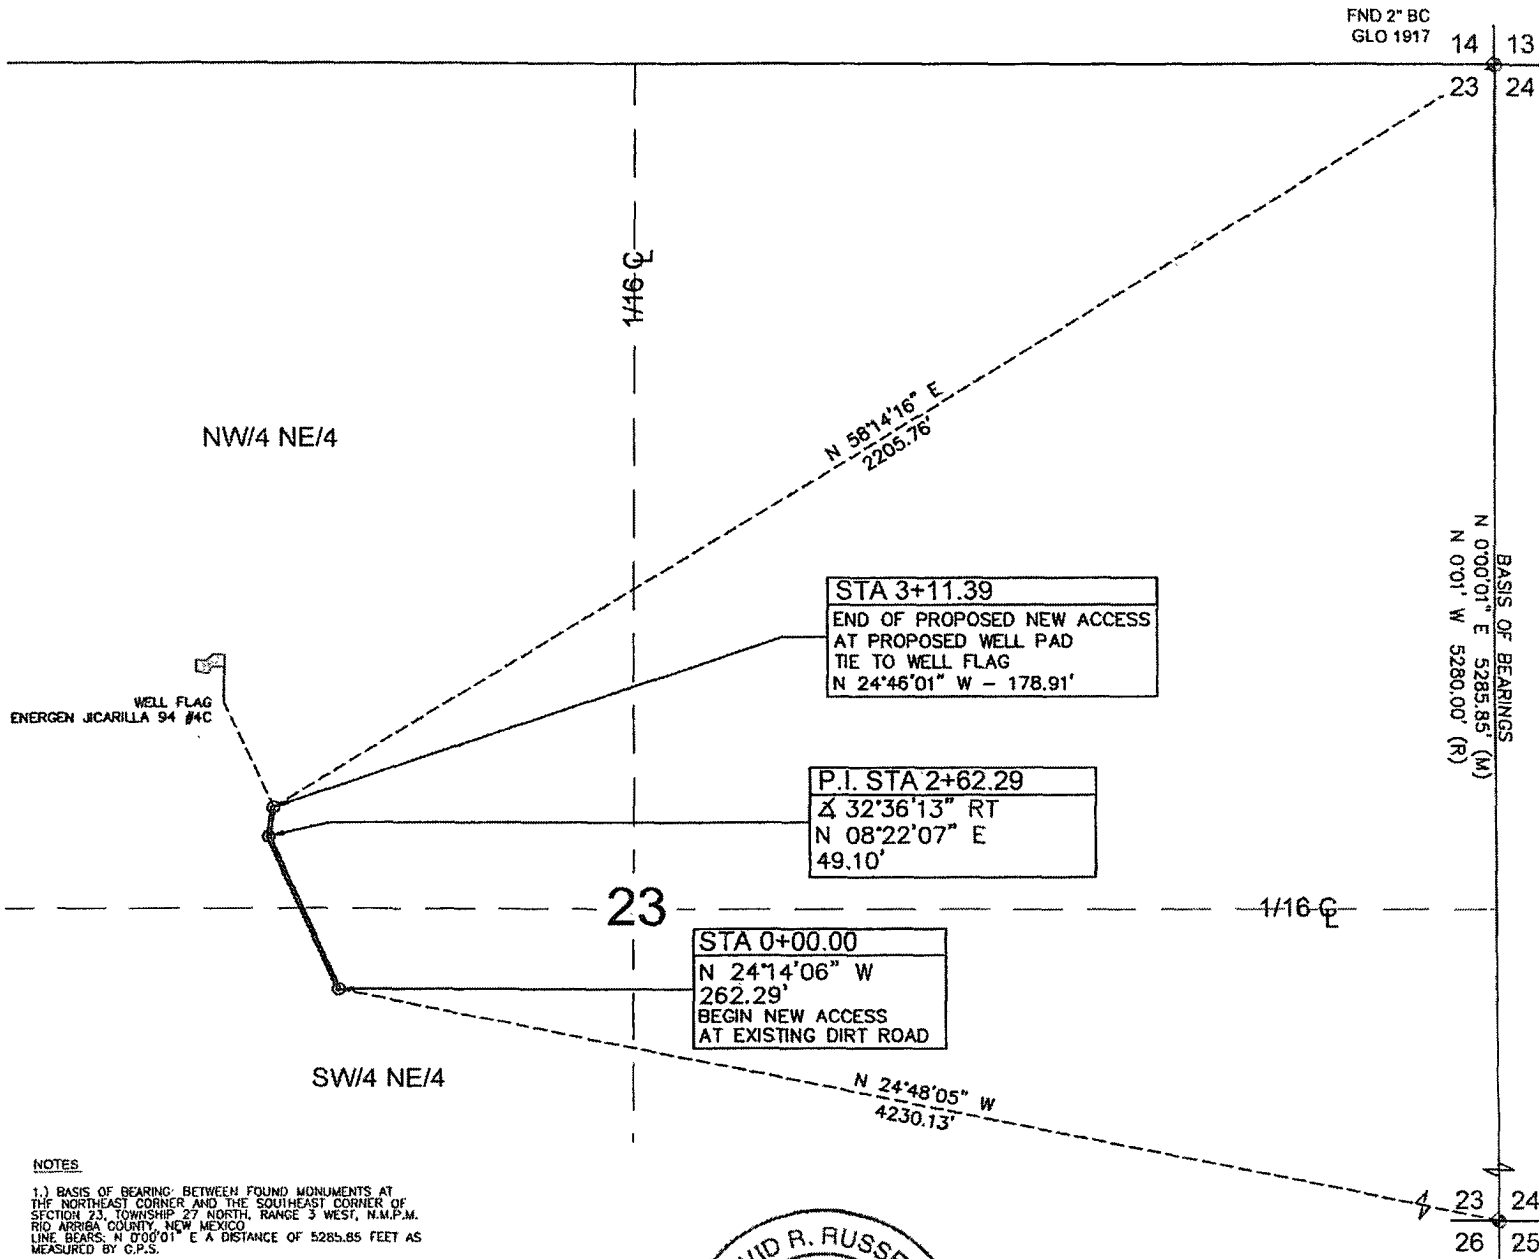 FND 2" BC
GLO 1917
14 13
23 24
1/16 CL
NW/4 NE/4
N 58°14'16" E
2205.76'
BASIS OF BEARINGS
N 0°00'01" E 5285.85' (M)
N 0°01' W 5280.00' (R)
STA 3+11.39
END OF PROPOSED NEW ACCESS
AT PROPOSED WELL PAD
TIE TO WELL FLAG
N 24°46'01" W – 178.91'
WELL FLAG
ENERGEN JICARILLA 94 #4C
P.I. STA 2+62.29
∡ 32°36'13" RT
N 08°22'07" E
49.10'
23
1/16 CL
STA 0+00.00
N 24°14'06" W
262.29'
BEGIN NEW ACCESS
AT EXISTING DIRT ROAD
SW/4 NE/4
N 24°48'05" W
4230.13'
NOTES
1.) BASIS OF BEARING: BETWEEN FOUND MONUMENTS AT
THE NORTHEAST CORNER AND THE SOUTHEAST CORNER OF
SECTION 23, TOWNSHIP 27 NORTH, RANGE 3 WEST, N.M.P.M.
RIO ARRIBA COUNTY, NEW MEXICO
LINE BEARS: N 0°00'01" E A DISTANCE OF 5285.85 FEET AS
MEASURED BY G.P.S.
23 24
26 25
VID R. RUSSE